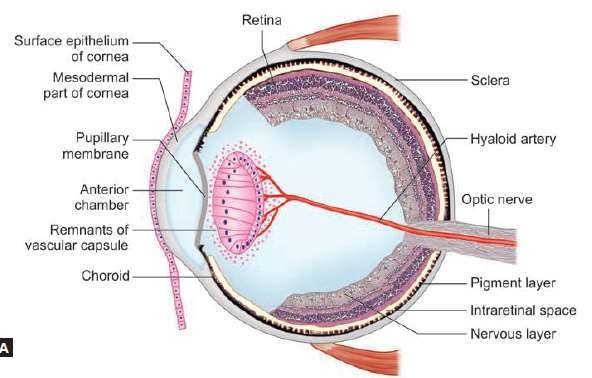 Retina
Surface epithelium
of cornea
Mesodermal
part of cornea
Sclera
Pupillary
membrane
Hyaloid artery
Anterior
chamber
Optic nerve
Remnants of
vascular capsule
Choroid
Pigment layer
Intraretinal space
Nervous layer
A